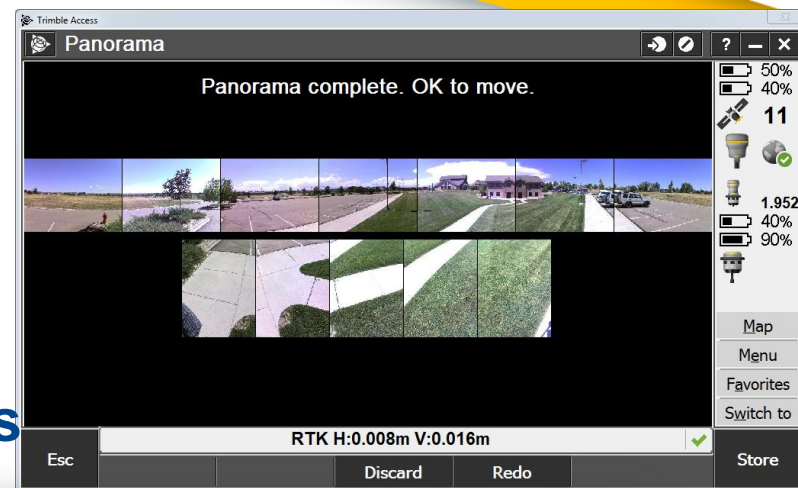 Trimble Access
Panorama
? – X
Panorama complete. OK to move.
50%
40%
11
1.952
40%
90%
Map
Menu
Favorites
Switch to
s
RTK H:0.008m V:0.016m
Esc
Discard
Redo
Store